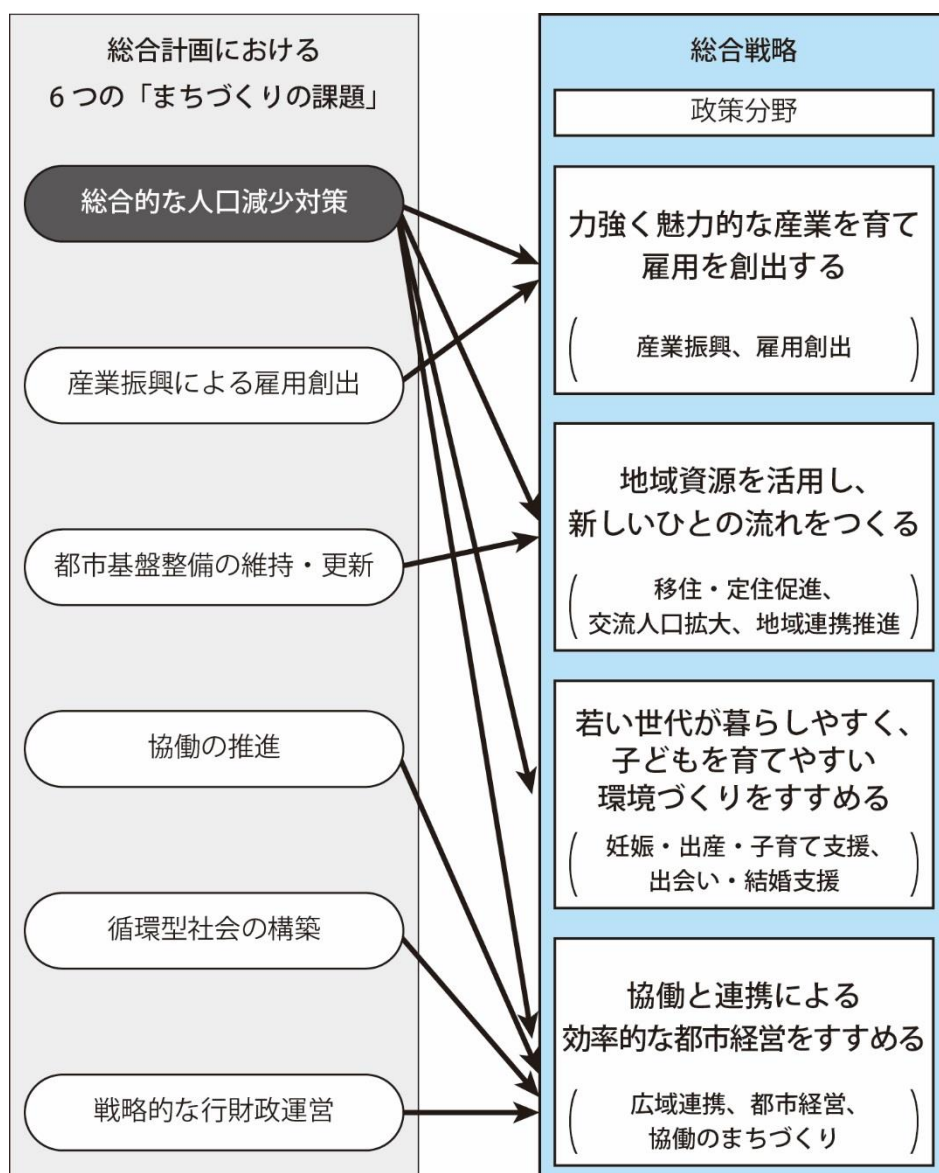 総合計画における
6つの「まちづくりの課題」
総合的な人口減少対策
産業振興による雇用創出
都市基盤整備の維持・更新
協働の推進
循環型社会の構築
戦略的な行財政運営
総合戦略
政策分野
力強く魅力的な産業を育て
雇用を創出する
(産業振興、雇用創出)
地域資源を活用し、
新しいひとの流れをつくる
(移住・定住促進、
交流人口拡大、地域連携推進)
若い世代が暮らしやすく、
子どもを育てやすい
環境づくりをすすめる
(妊娠・出産・子育て支援、
出会い・結婚支援)
協働と連携による
効率的な都市経営をすすめる
(広域連携、都市経営、
協働のまちづくり)